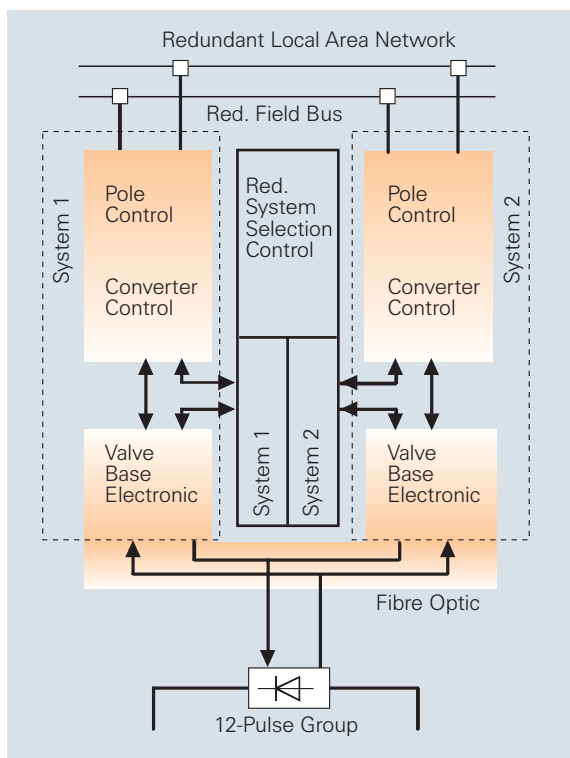 Redundant Local Area Network
Red. Field Bus
System 1
Pole
Control
Converter
Control
Red.
System
Selection
Control
Pole
Control
Converter
Control
System 2
Valve
Base
Electronic
System 1
System 2
Valve
Base
Electronic
Fibre Optic
12-Pulse Group